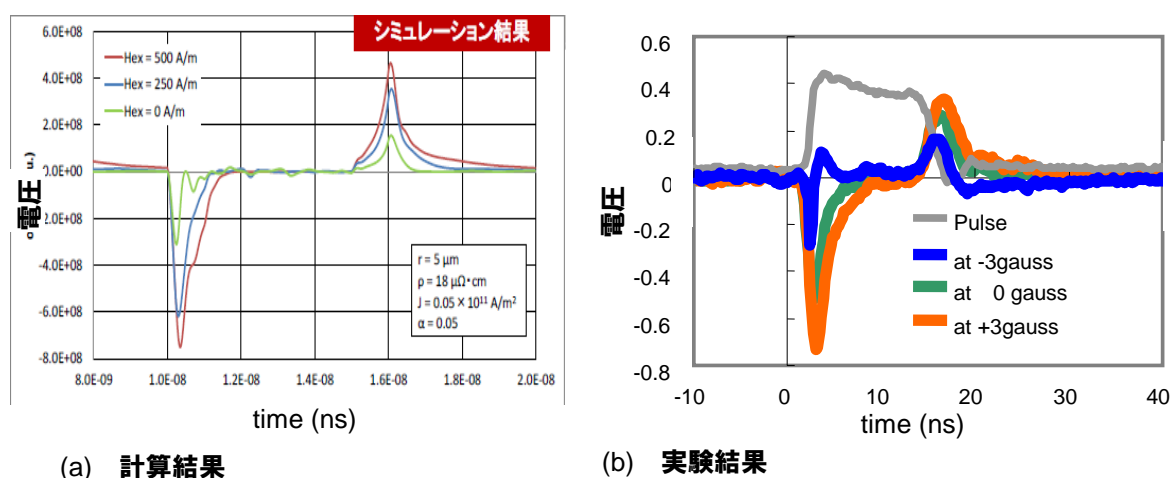 シミュレーション結果
6.0E+08
4.0E+08
2.0E+08
0.0E+00
2.0E+08
-4.0E+08
-6.0E+08
-8.0E+08
Hex = 500 A/m
Hex = 250 A/m
Hex = 0 A/m
電圧
u.)
r = 5 μm
ρ = 18 μΩ・cm
J = 0.05 × 10¹¹ A/m²
α = 0.05
8.0E-09
1.0E-08
1.2E-08
1.4E-08
1.6E-08
1.8E-08
2.0E-08
time (ns)
(a) 計算結果
0.6
0.4
0.2
0
-0.2
-0.4
-0.6
-0.8
電圧
Pulse
at -3gauss
at 0 gauss
at +3gauss
-10
0
10
20
30
40
time (ns)
(b) 実験結果